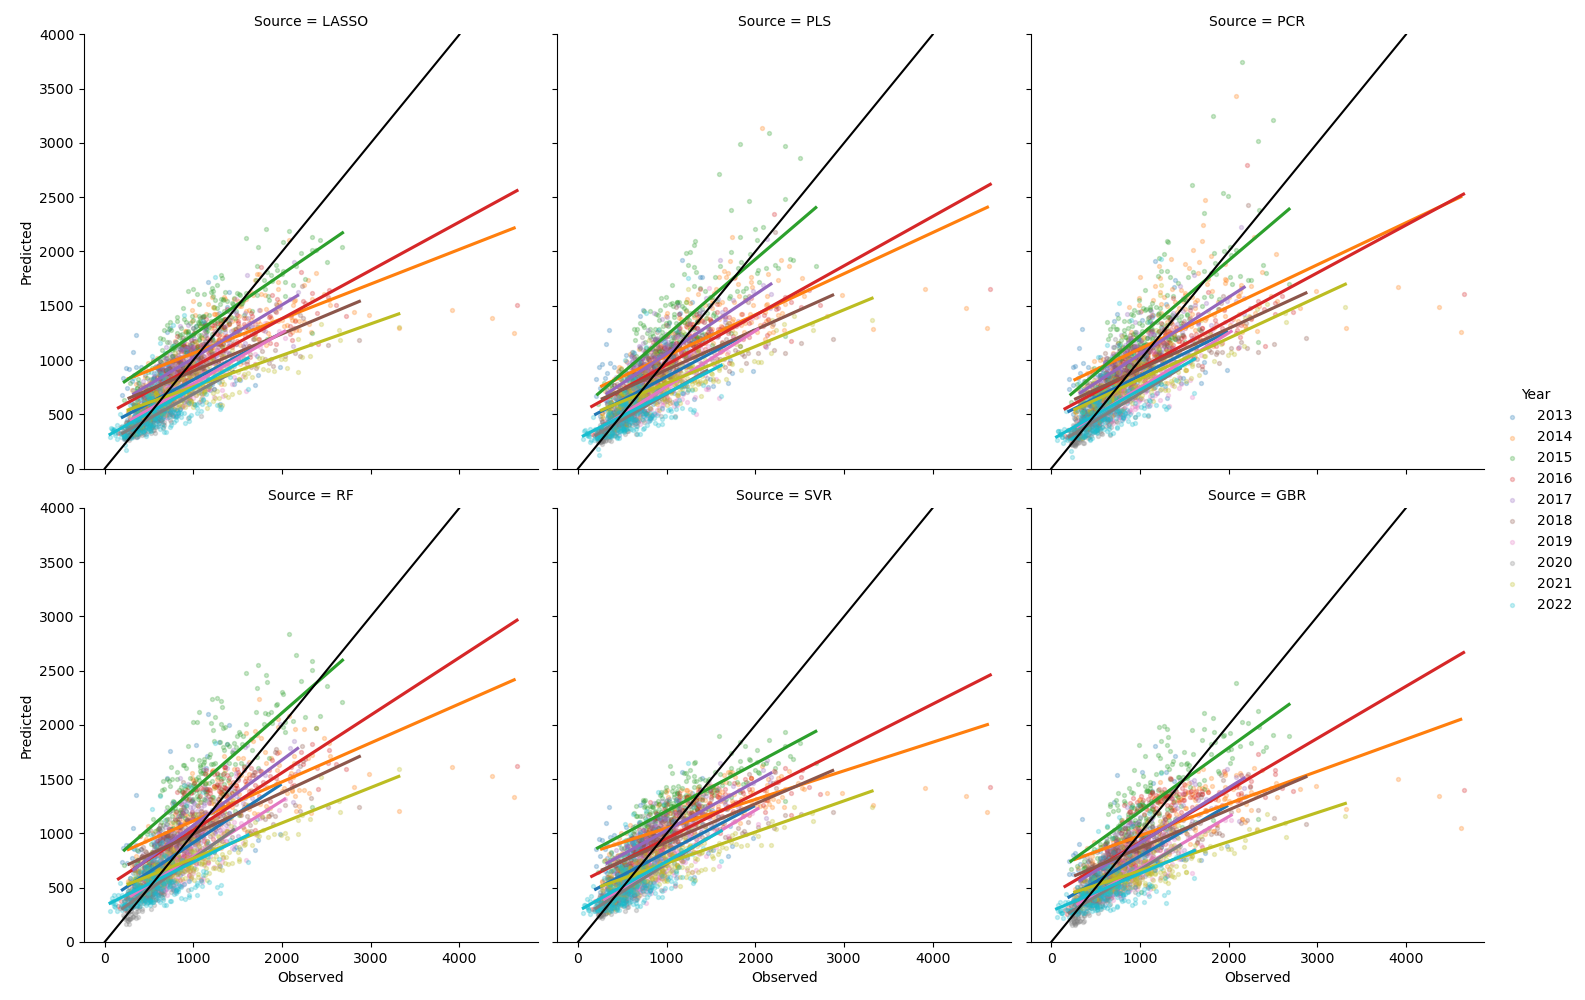 Source = LASSO
Source = PLS
Source = PCR
4000
3500
3000
2500
2000
1500
1000
500
0
Predicted
Source = RF
Source = SVR
Source = GBR
4000
3500
3000
2500
2000
1500
1000
500
0
Predicted
0 1000 2000 3000 4000
0 1000 2000 3000 4000
0 1000 2000 3000 4000
Observed
Observed
Observed
Year
2013
2014
2015
2016
2017
2018
2019
2020
2021
2022